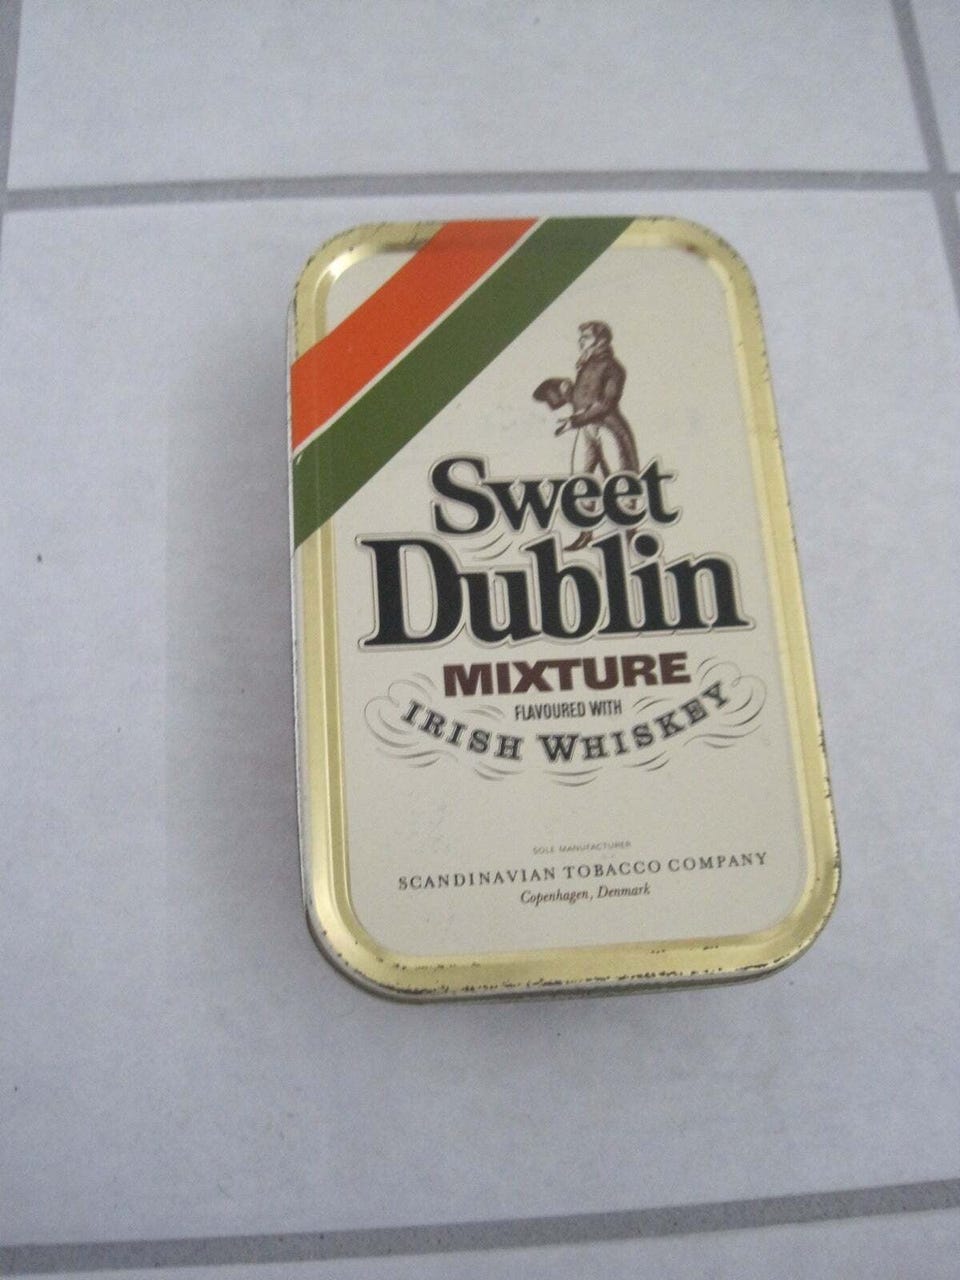 Sweet
Dublin
MIXTURE
FLAVOURED WITH
IRISH WHISKEY
SOLE MANUFACTURER
SCANDINAVIAN TOBACCO COMPANY
Copenhagen, Denmark